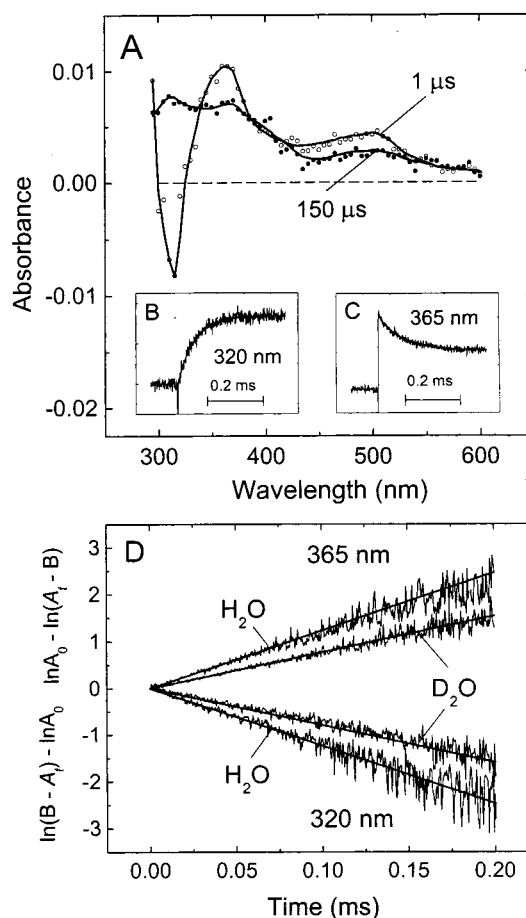 A
0.01
0.00
-0.01
-0.02
Absorbance
1 μs
150 μs
B
320 nm
0.2 ms
C
365 nm
0.2 ms
300
400
500
600
Wavelength (nm)
D
365 nm
H₂O
D₂O
H₂O
320 nm
3
2
1
0
-1
-2
-3
ln(B - Aₜ) - lnA₀ lnA₀ - ln(Aₜ - B)
0.00
0.05
0.10
0.15
0.20
Time (ms)